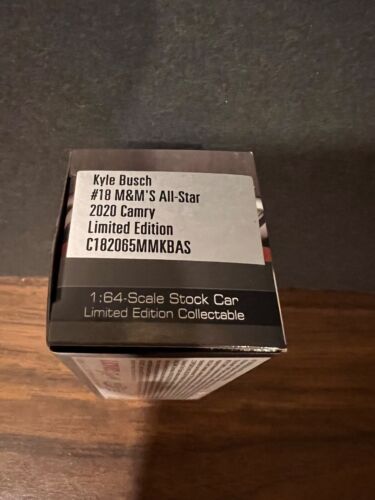 Kyle Busch
#18 M&M'S All-Star
2020 Camry
Limited Edition
C182065MMKBAS
1:64-Scale Stock Car
Limited Edition Collectable